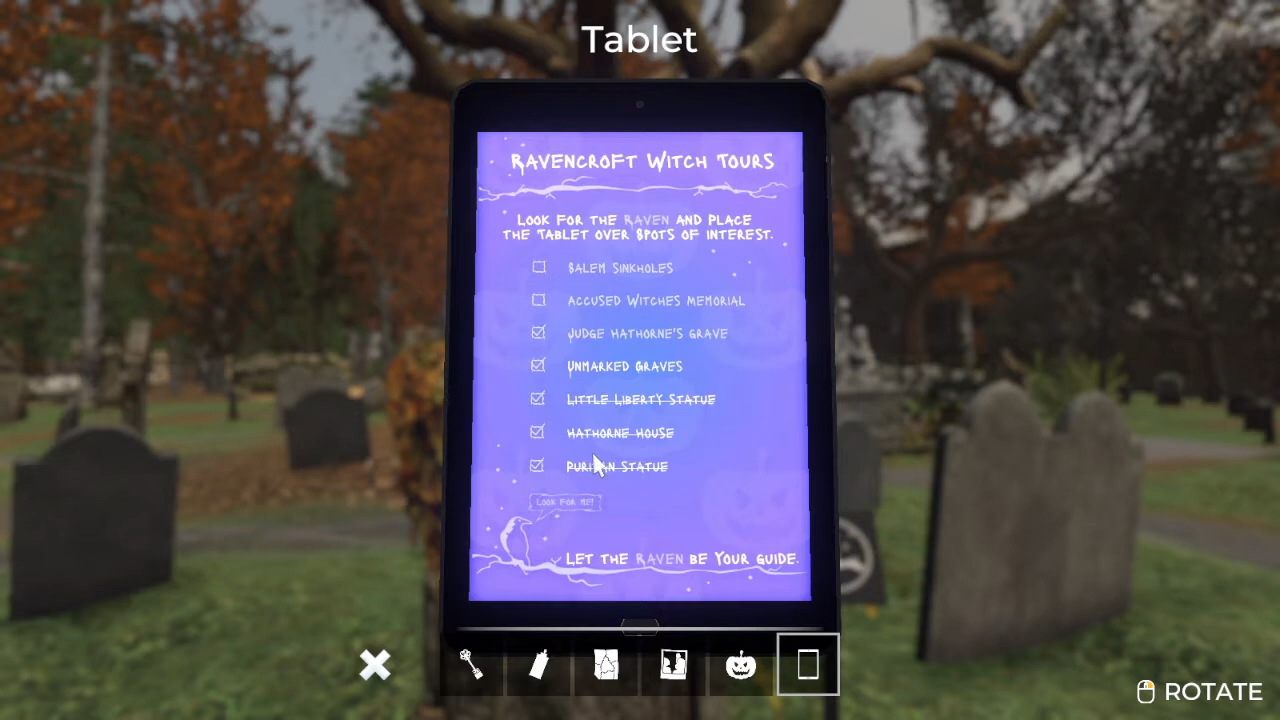 Tablet
RAVENCROFT WITCH TOURS
LOOK FOR THE RAVEN AND PLACE
THE TABLET OVER SPOTS OF INTEREST.
SALEM SINKHOLES
ACCUSED WITCHES MEMORIAL
JUDGE HATHORNE'S GRAVE
UNMARKED GRAVES
LITTLE LIBERTY STATUE
HATHORNE HOUSE
PURITAN STATUE
LOOK FOR ME!
LET THE RAVEN BE YOUR GUIDE.
ROTATE